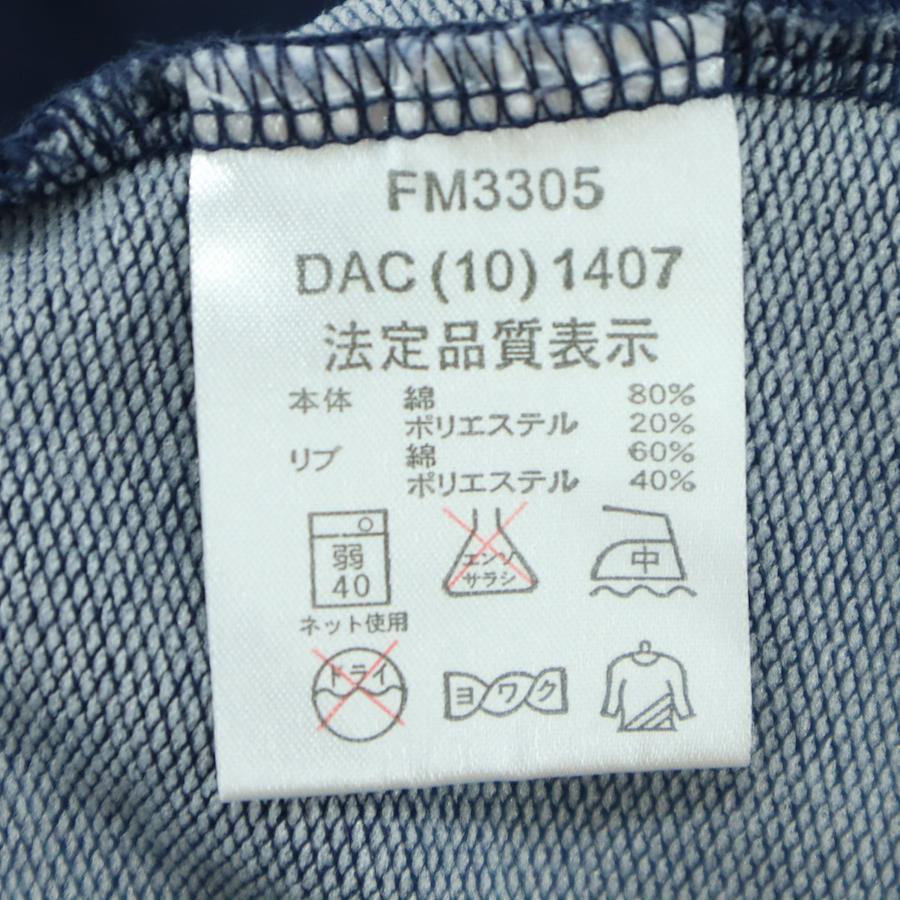 FM3305
DAC (10) 1407
法定品質表示
本体 綿 80%
ポリエステル 20%
リブ 綿 60%
ポリエステル 40%
弱
40
ネット使用
エンソ
サラシ
中
ドライ
ヨワク